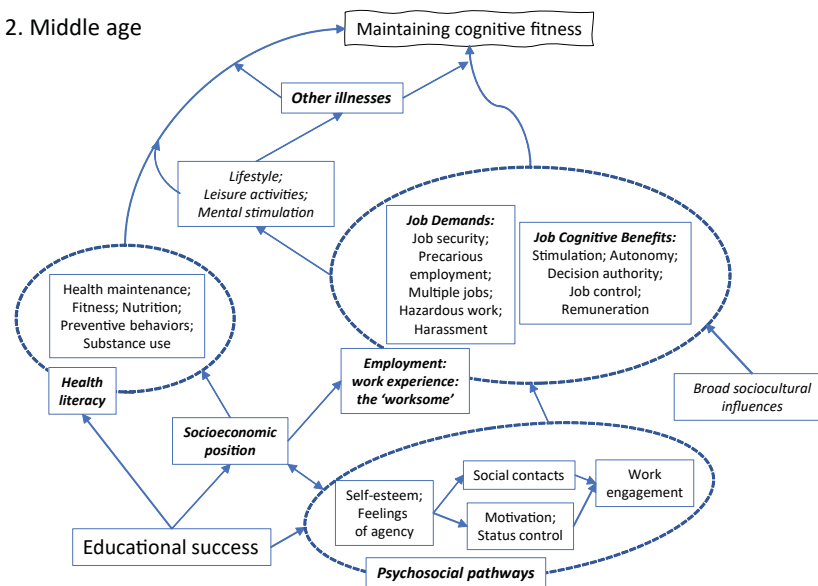 2. Middle age
Maintaining cognitive fitness
Other illnesses
Lifestyle;
Leisure activities;
Mental stimulation
Job Demands:
Job security;
Precarious
employment;
Multiple jobs;
Hazardous work;
Harassment
Job Cognitive Benefits:
Stimulation; Autonomy;
Decision authority;
Job control;
Remuneration
Health maintenance;
Fitness; Nutrition;
Preventive behaviors;
Substance use
Health
literacy
Employment:
work experience:
the ‘worksome’
Broad sociocultural
influences
Socioeconomic
position
Self-esteem;
Feelings
of agency
Social contacts
Motivation;
Status control
Work
engagement
Educational success
Psychosocial pathways